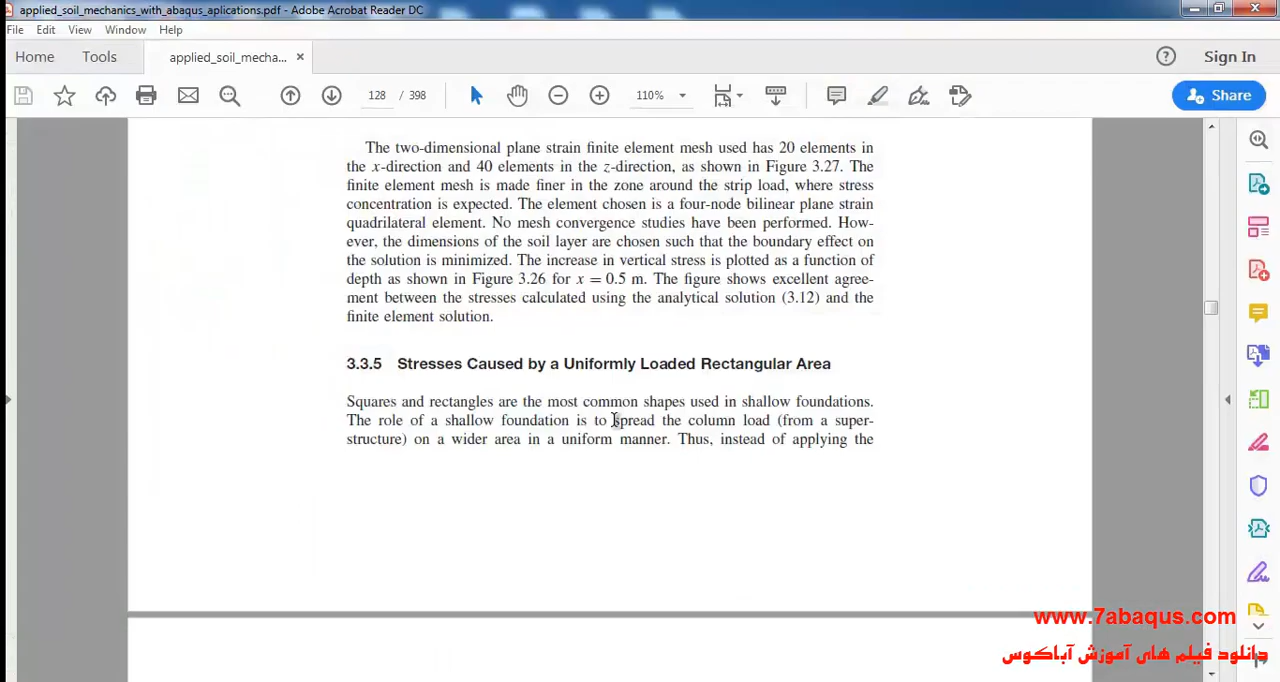 applied_soil_mechanics_with_abaqus_aplications.pdf - Adobe Acrobat Reader DC
File Edit View Window Help
Home Tools applied_soil_mecha... × Sign In
128 / 398 110% Share
The two-dimensional plane strain finite element mesh used has 20 elements in
the x-direction and 40 elements in the z-direction, as shown in Figure 3.27. The
finite element mesh is made finer in the zone around the strip load, where stress
concentration is expected. The element chosen is a four-node bilinear plane strain
quadrilateral element. No mesh convergence studies have been performed. How-
ever, the dimensions of the soil layer are chosen such that the boundary effect on
the solution is minimized. The increase in vertical stress is plotted as a function of
depth as shown in Figure 3.26 for x = 0.5 m. The figure shows excellent agree-
ment between the stresses calculated using the analytical solution (3.12) and the
finite element solution.
3.3.5 Stresses Caused by a Uniformly Loaded Rectangular Area
Squares and rectangles are the most common shapes used in shallow foundations.
The role of a shallow foundation is to spread the column load (from a super-
structure) on a wider area in a uniform manner. Thus, instead of applying the
www.7abaqus.com
دانلود فیلم های آموزش آباکوس